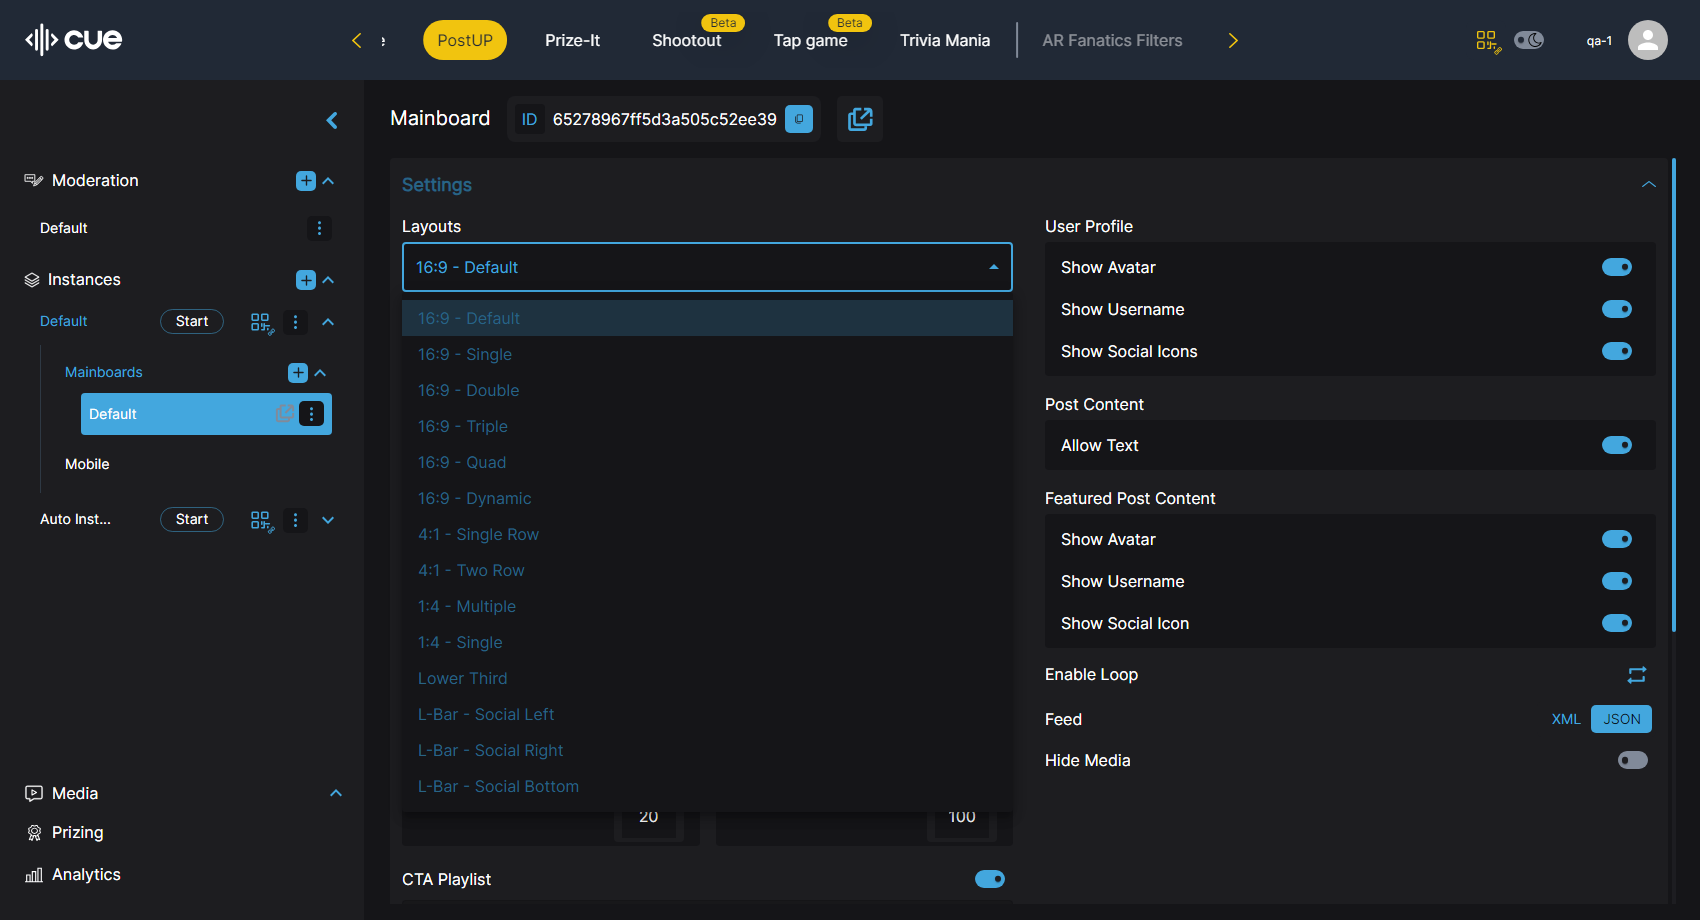 cue
PostUP
Prize-It
Shootout
Beta
Tap game
Beta
Trivia Mania
AR Fanatics Filters
qa-1
Moderation
Default
Instances
Default
Start
Mainboards
Default
Mobile
Auto Inst...
Start
Media
Prizing
Analytics
Mainboard
ID
65278967ff5d3a505c52ee39
Settings
Layouts
16:9 - Default
16:9 - Default
16:9 - Single
16:9 - Double
16:9 - Triple
16:9 - Quad
16:9 - Dynamic
4:1 - Single Row
4:1 - Two Row
1:4 - Multiple
1:4 - Single
Lower Third
L-Bar - Social Left
L-Bar - Social Right
L-Bar - Social Bottom
20
100
CTA Playlist
User Profile
Show Avatar
Show Username
Show Social Icons
Post Content
Allow Text
Featured Post Content
Show Avatar
Show Username
Show Social Icon
Enable Loop
Feed
XML
JSON
Hide Media